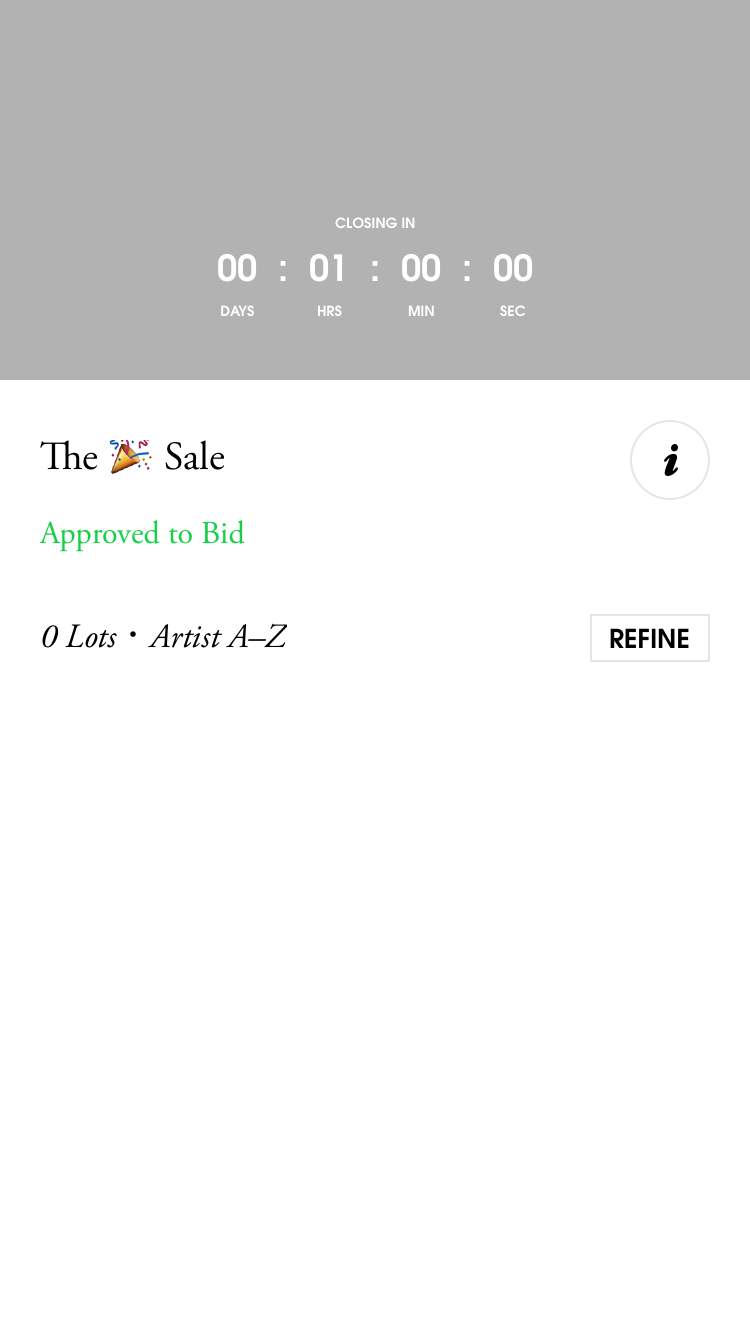 CLOSING IN
00 : 01 : 00 : 00
DAYS HRS MIN SEC
The 🎉 Sale
i
Approved to Bid
0 Lots • Artist A–Z
REFINE